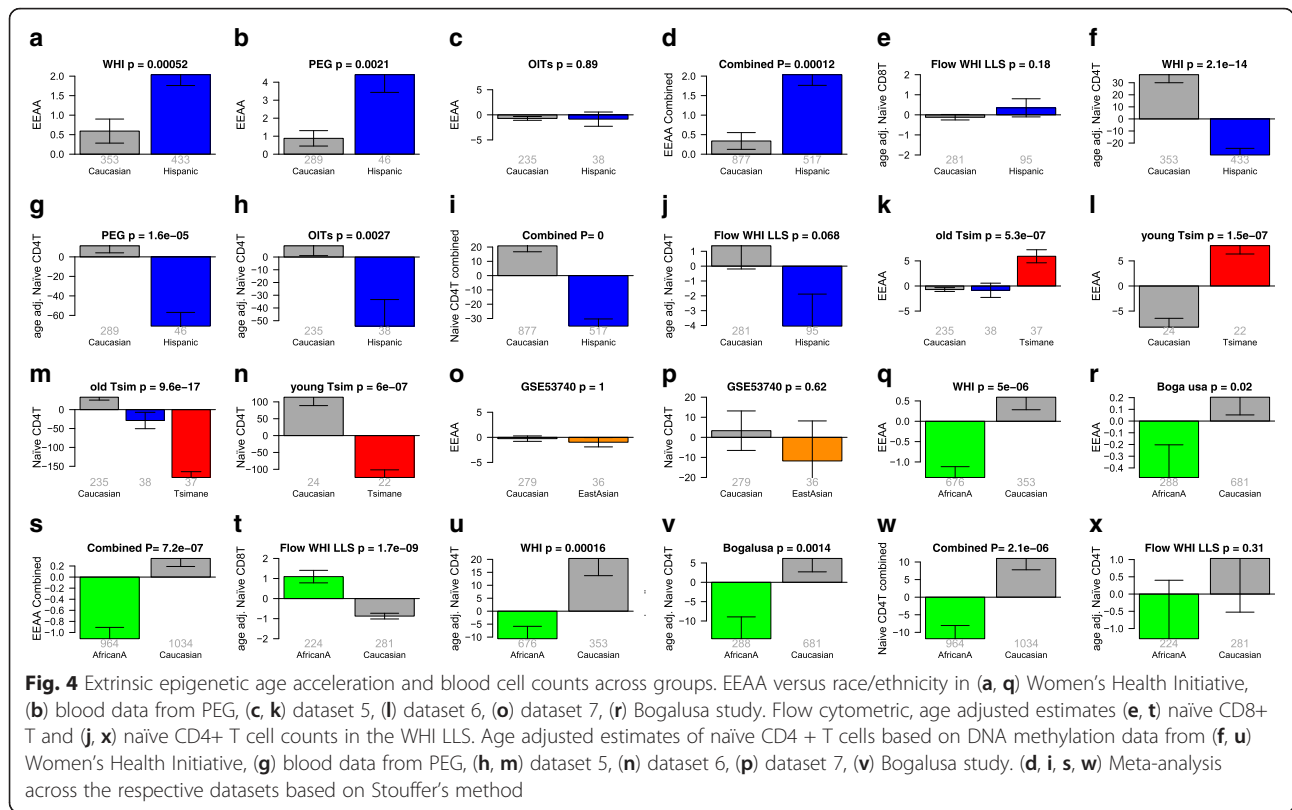 a
WHI p = 0.00052
EEAA
2.0
1.5
1.0
0.5
0.0
353
433
Caucasian
Hispanic
b
PEG p = 0.0021
EEAA
4
3
2
1
0
289
46
Caucasian
Hispanic
c
OITs p = 0.89
EEAA
5
0
−5
235
38
Caucasian
Hispanic
d
Combined P= 0.00012
EEAA Combined
2.0
1.5
1.0
0.5
0.0
877
517
Caucasian
Hispanic
e
Flow WHI LLS p = 0.18
age adj. Naïve CD8T
2
1
0
−1
−2
281
95
Caucasian
Hispanic
f
WHI p = 2.1e−14
age adj. Naïve CD4T
30
20
10
0
−20
353
433
Caucasian
Hispanic
g
PEG p = 1.6e−05
age adj. Naïve CD4T
0
−20
−40
−60
289
46
Caucasian
Hispanic
h
OITs p = 0.0027
age adj. Naïve CD4T
0
−10
−20
−30
−40
−50
235
38
Caucasian
Hispanic
i
Combined P= 0
Naive CD4T combined
20
10
0
−10
−20
−30
877
517
Caucasian
Hispanic
j
Flow WHI LLS p = 0.068
age adj. Naïve CD4T
1
0
−1
−2
−3
−4
281
95
Caucasian
Hispanic
k
old Tsim p = 5.3e−07
EEAA
5
0
−5
235
38
37
Caucasian
Tsimane
l
young Tsim p = 1.5e−07
EEAA
5
0
−5
24
22
Caucasian
Tsimane
m
old Tsim p = 9.6e−17
Naïve CD4T
0
−50
−100
−150
235
38
37
Caucasian
Tsimane
n
young Tsim p = 6e−07
Naïve CD4T
100
50
0
−50
−100
24
22
Caucasian
Tsimane
o
GSE53740 p = 1
EEAA
5
0
−5
279
36
Caucasian
EastAsian
p
GSE53740 p = 0.62
Naïve CD4T
20
10
0
−10
−20
279
36
Caucasian
EastAsian
q
WHI p = 5e−06
EEAA
0.5
0.0
−0.5
−1.0
676
353
AfricanA
Caucasian
r
Boga usa p = 0.02
EEAA
0.2
0.1
0.0
−0.1
−0.2
−0.3
−0.4
288
681
AfricanA
Caucasian
s
Combined P= 7.2e−07
EEAA Combined
0.2
0.0
−0.2
−0.4
−0.6
−0.8
−1.0
964
1034
AfricanA
Caucasian
t
Flow WHI LLS p = 1.7e−09
age adj. Naïve CD8T
2
1
0
−1
−2
224
281
AfricanA
Caucasian
u
WHI p = 0.00016
age adj. Naïve CD4T
20
15
10
5
0
−5
−10
676
353
AfricanA
Caucasian
v
Bogalusa p = 0.0014
age adj. Naïve CD4T
5
0
−5
−10
288
681
AfricanA
Caucasian
w
Combined P= 2.1e−06
Naive CD4T combined
10
5
0
−5
−10
964
1034
AfricanA
Caucasian
x
Flow WHI LLS p = 0.31
age adj. Naïve CD4T
1.0
0.5
0.0
−0.5
−1.0
224
281
AfricanA
Caucasian
Fig. 4 Extrinsic epigenetic age acceleration and blood cell counts across groups. EEAA versus race/ethnicity in (a, q) Women's Health Initiative,
(b) blood data from PEG, (c, k) dataset 5, (l) dataset 6, (o) dataset 7, (r) Bogalusa study. Flow cytometric, age adjusted estimates (e, t) naïve CD8+
T and (j, x) naïve CD4+ T cell counts in the WHI LLS. Age adjusted estimates of naïve CD4 + T cells based on DNA methylation data from (f, u)
Women's Health Initiative, (g) blood data from PEG, (h, m) dataset 5, (n) dataset 6, (p) dataset 7, (v) Bogalusa study. (d, i, s, w) Meta-analysis
across the respective datasets based on Stouffer's method